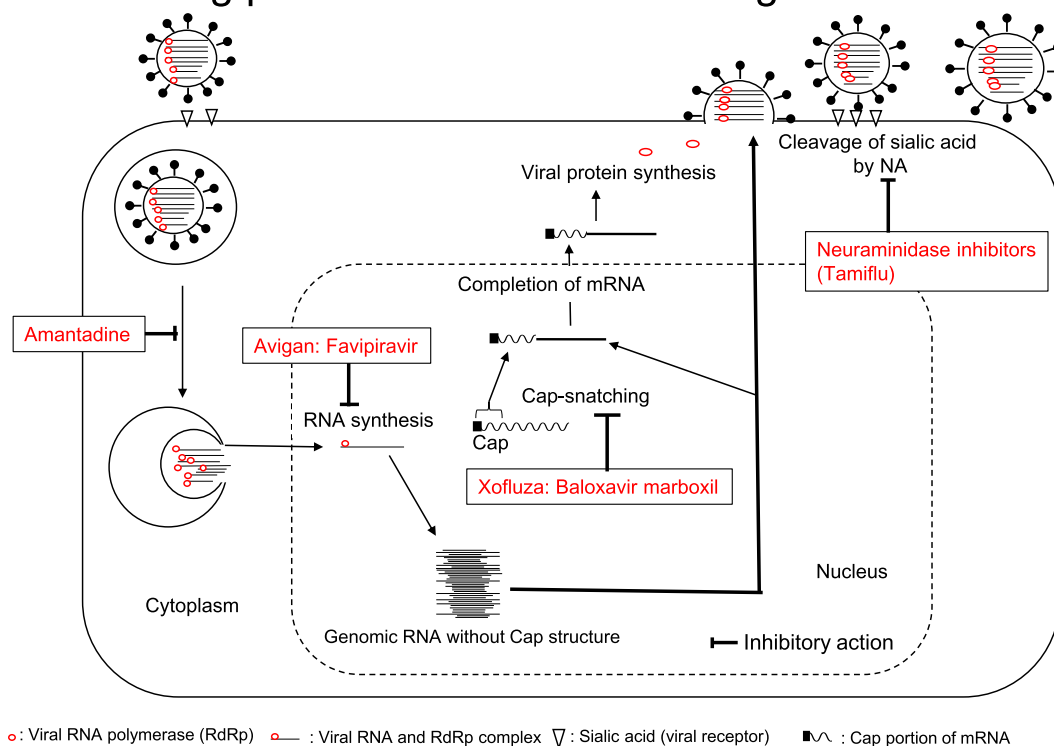 Cleavage of sialic acid
by NA
Viral protein synthesis
Neuraminidase inhibitors
(Tamiflu)
Completion of mRNA
Amantadine
Avigan: Favipiravir
Cap-snatching
RNA synthesis
Cap
Xofluza: Baloxavir marboxil
Nucleus
Cytoplasm
Genomic RNA without Cap structure
Inhibitory action
: Viral RNA polymerase (RdRp)
: Viral RNA and RdRp complex
: Sialic acid (viral receptor)
: Cap portion of mRNA